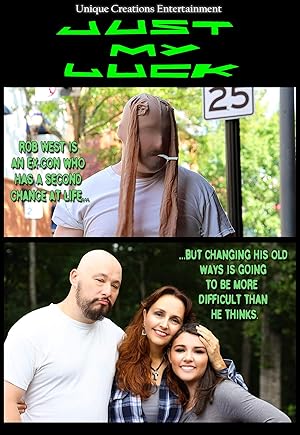 Unique Creations Entertainment
JUST
MY
LUCK
25
ROB WEST IS
AN EX-CON WHO
HAS A SECOND
CHANCE AT LIFE...
2
...BUT CHANGING HIS OLD
WAYS IS GOING
TO BE MORE
DIFFICULT THAN
HE THINKS.